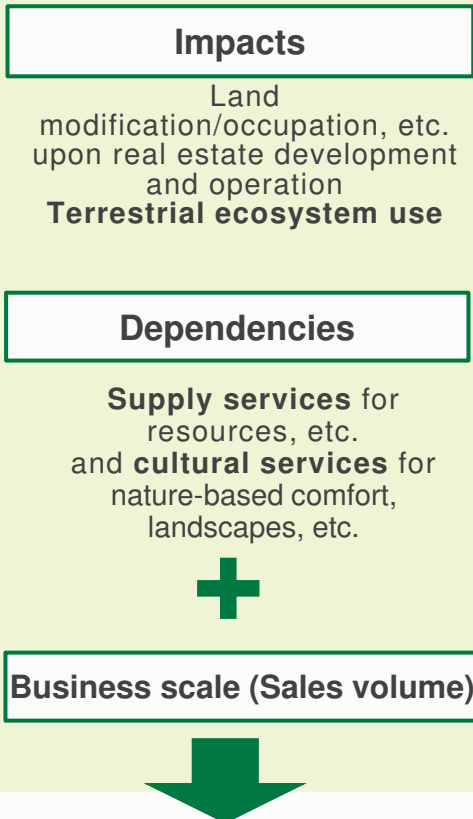 Impacts
Land
modification/occupation, etc.
upon real estate development
and operation
Terrestrial ecosystem use
Dependencies
Supply services for
resources, etc.
and cultural services for
nature-based comfort,
landscapes, etc.
Business scale (Sales volume)